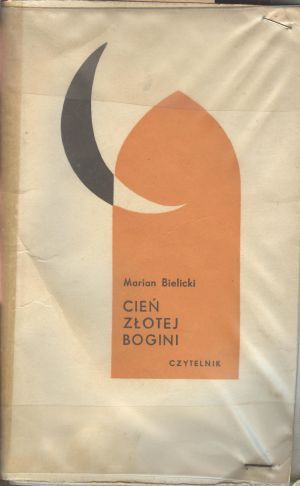 Marian Bielicki
CIEŃ
ZŁOTEJ
BOGINI
CZYTELNIK